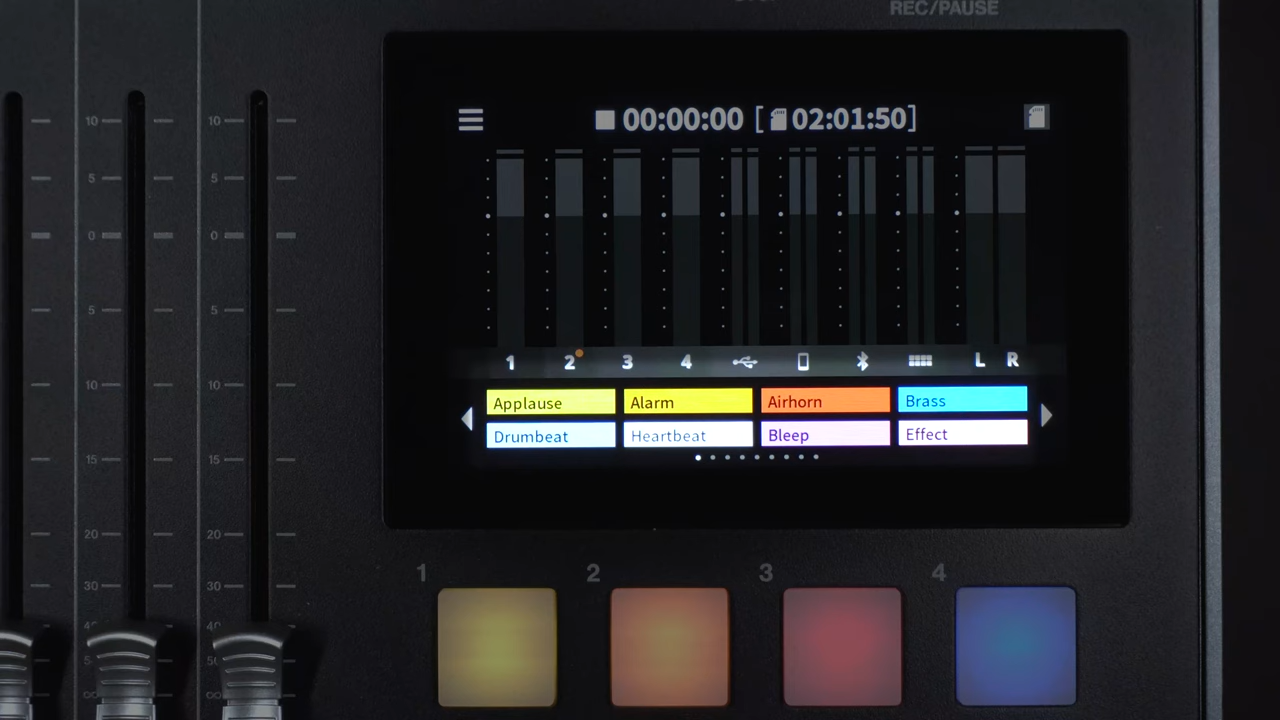 REC/PAUSE
00:00:00 [ 02:01:50]
10 10
5 5
0 0
5 5
10 10
15 15
20 20
30 30
40
∞ ∞
1 2 3 4 L R
Applause Alarm Airhorn Brass
Drumbeat Heartbeat Bleep Effect
1 2 3 4